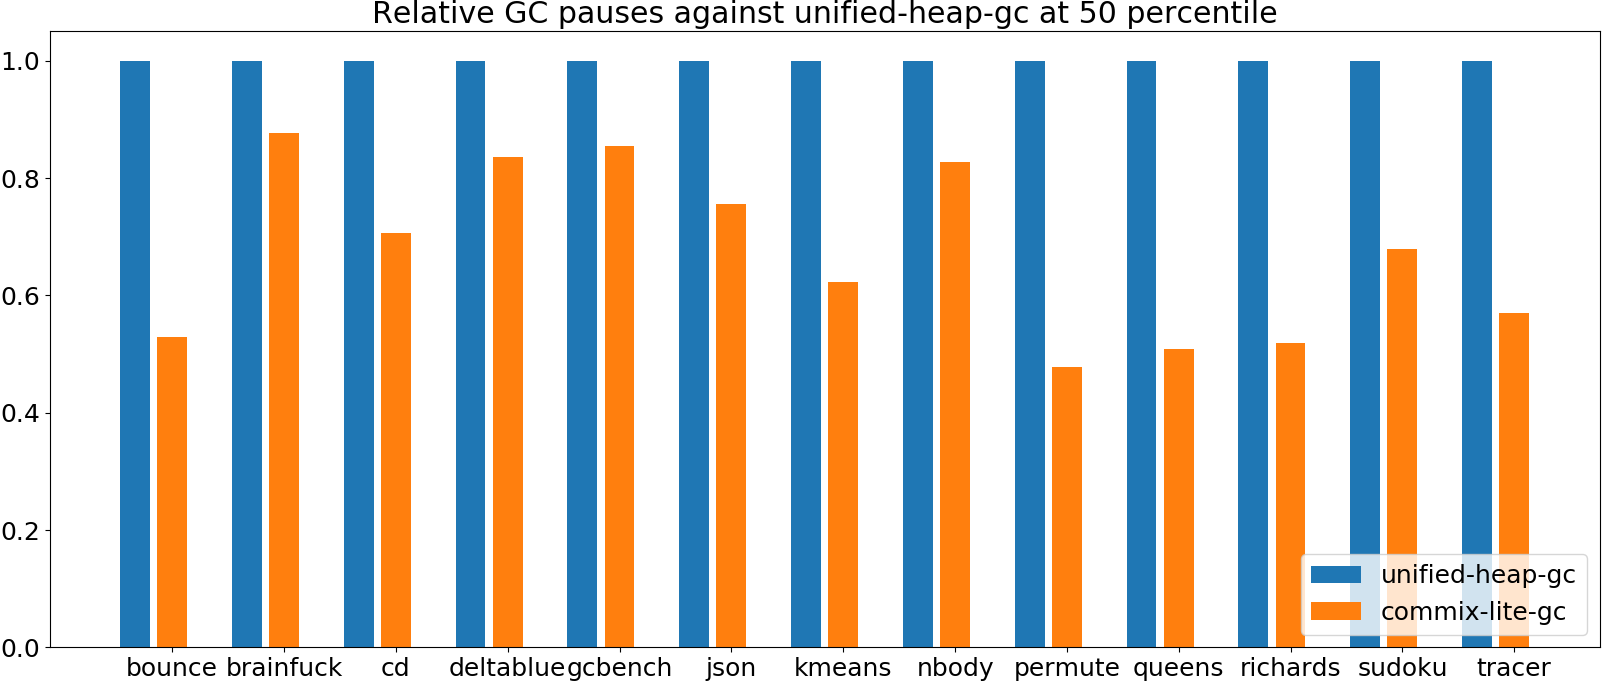 Relative GC pauses against unified-heap-gc at 50 percentile
1.0
0.8
0.6
0.4
0.2
0.0
bounce brainfuck cd deltablue gcbench json kmeans nbody permute queens richards sudoku tracer
unified-heap-gc
commix-lite-gc